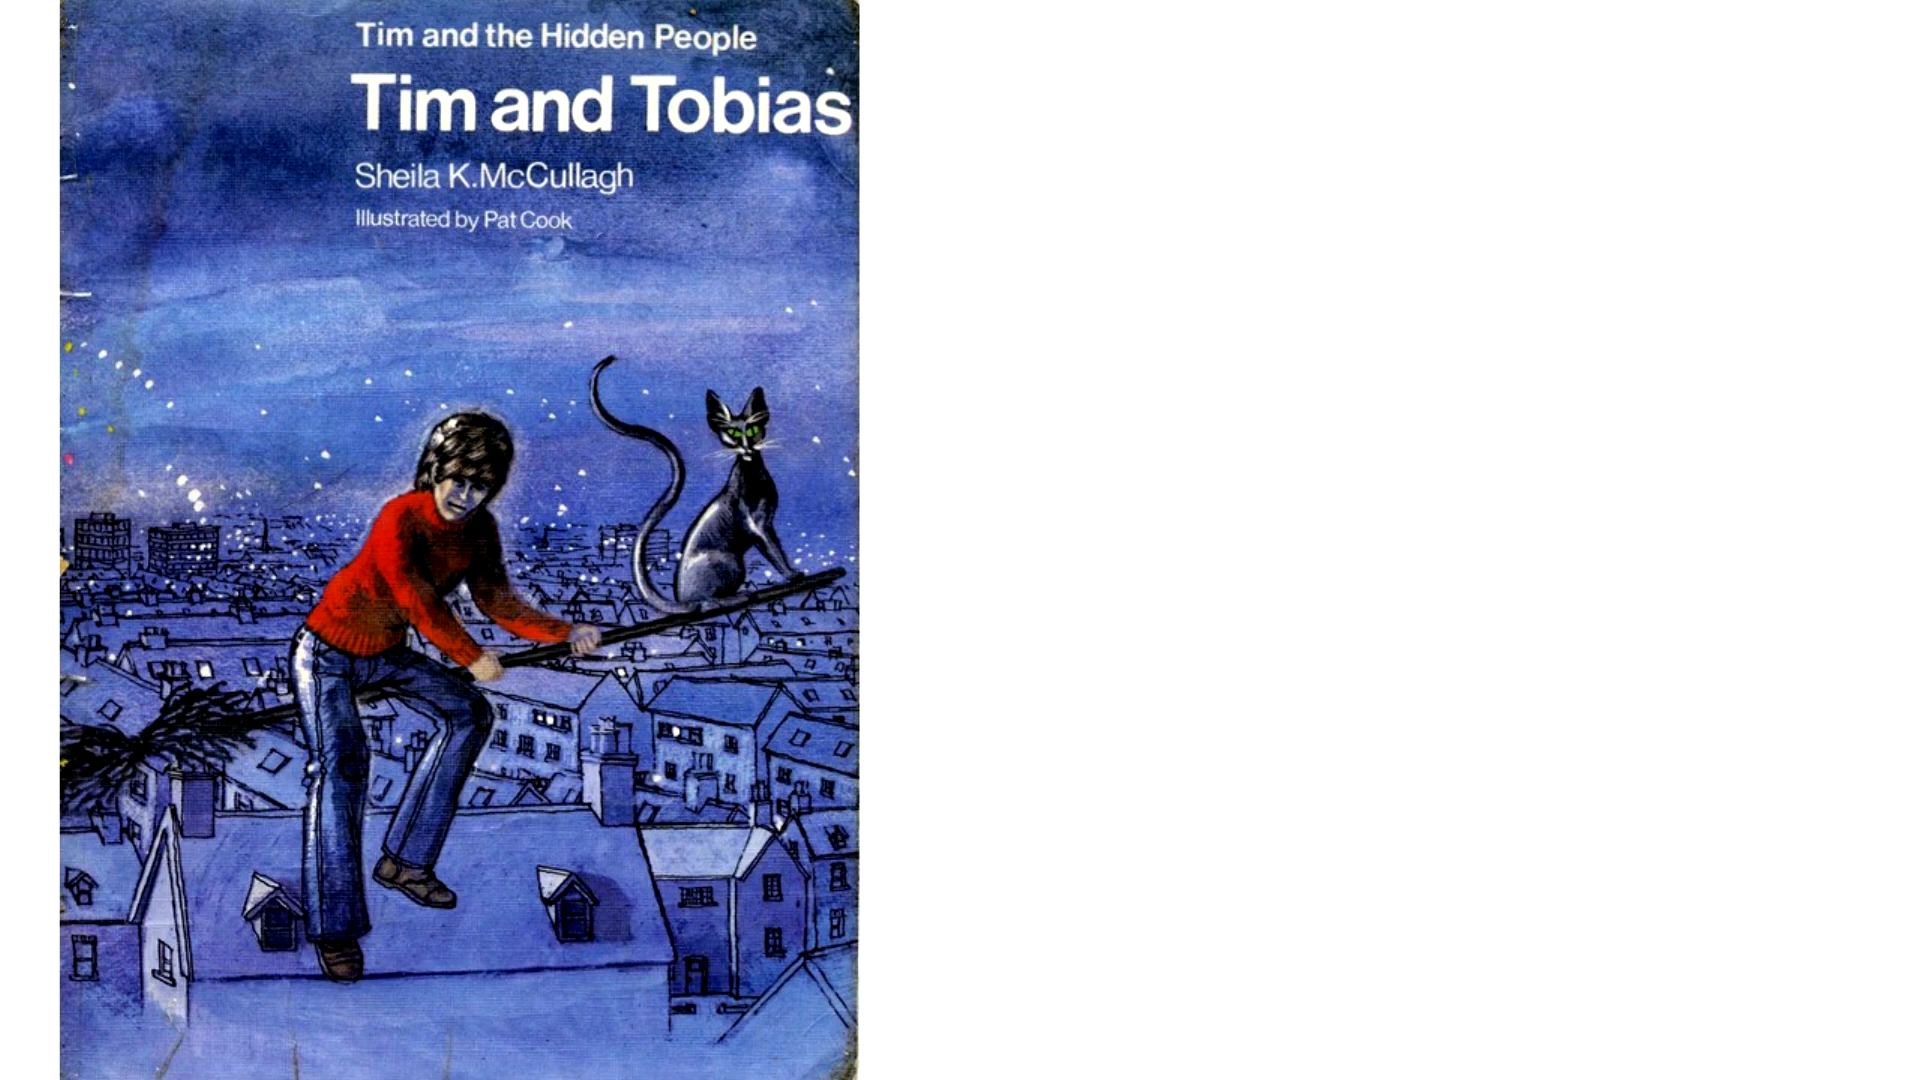 Tim and the Hidden People
Tim and Tobias
Sheila K.McCullagh
Illustrated by Pat Cook